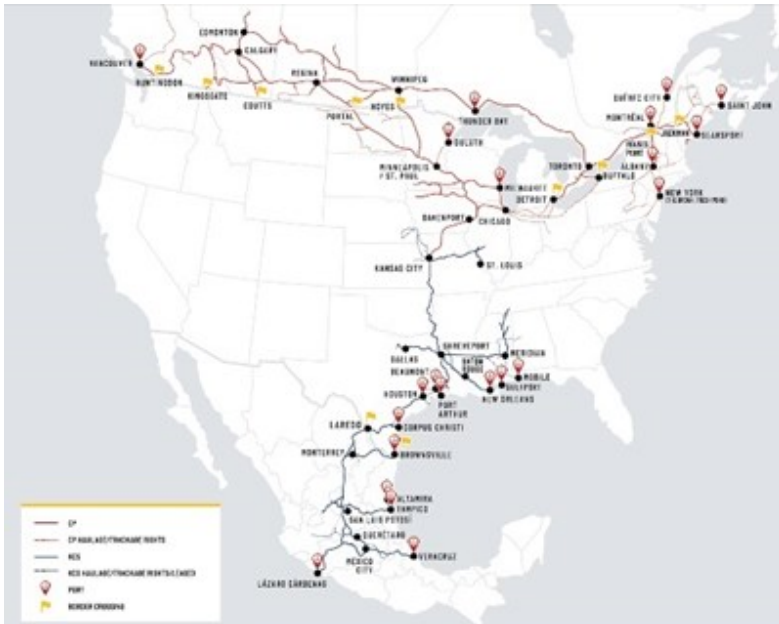 EDMONTON
CALGARY
VANCOUVER
HUNTINGDON
KINGSGATE
COUTTS
REGINA
WINNIPEG
PORTAL
NOYES
THUNDER BAY
DULUTH
MINNEAPOLIS
/ ST. PAUL
MILWAUKEE
DAVENPORT
CHICAGO
DETROIT
TORONTO
BUFFALO
QUÉBEC CITY
MONTRÉAL
SAINT JOHN
JACKMAN
SEARSPORT
ALBANY
NEW YORK
KANSAS CITY
ST. LOUIS
SHREVEPORT
MERIDIAN
DALLAS
BEAUMONT
BATON
ROUGE
MOBILE
GULFPORT
NEW ORLEANS
HOUSTON
PORT
ARTHUR
LAREDO
CORPUS CHRISTI
MONTERREY
BROWNSVILLE
ALTAMIRA
TAMPICO
SAN LUIS POTOSÍ
QUERÉTARO
MEXICO
CITY
VERACRUZ
LÁZARO CÁRDENAS
CP
CP HAULAGE/TRACKAGE RIGHTS
KCS
KCS HAULAGE/TRACKAGE RIGHTS/LEASED
PORT
BORDER CROSSING